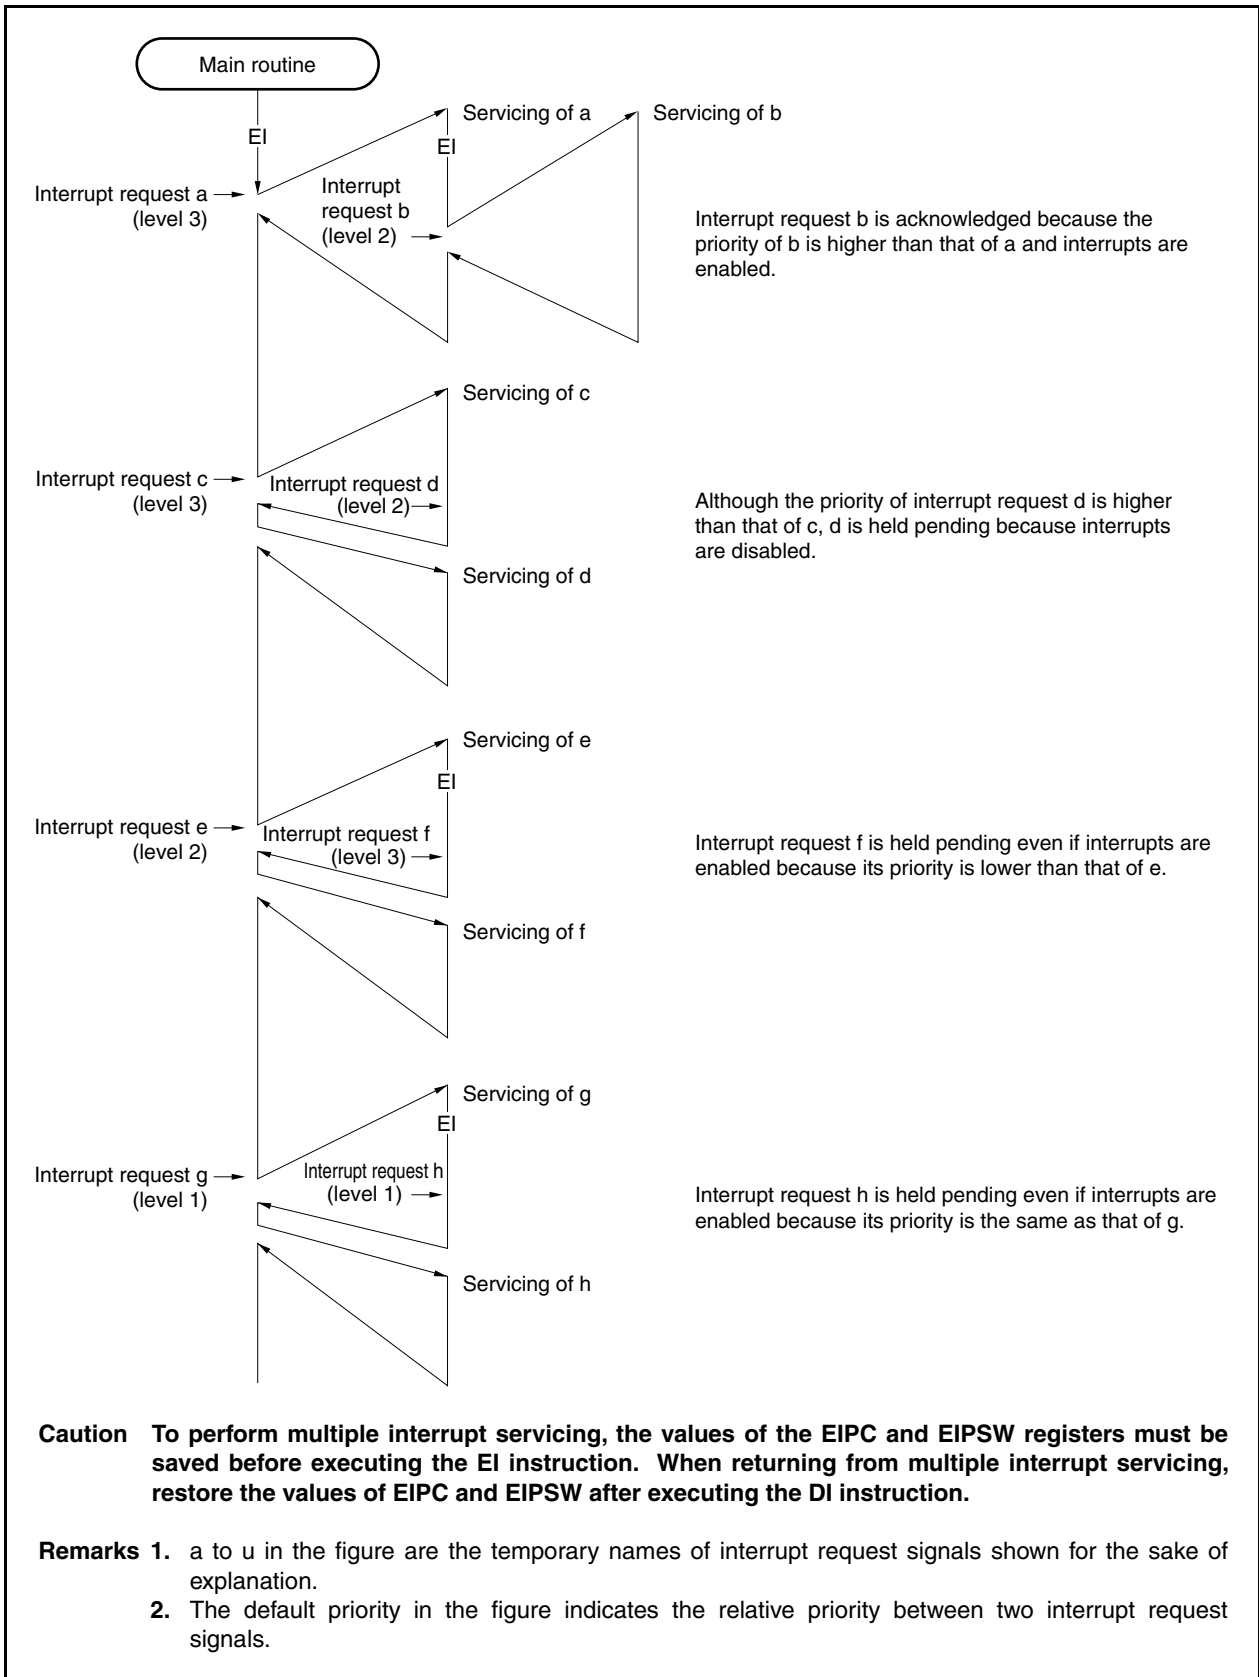 Main routine
EI
Servicing of a
Servicing of b
EI
Interrupt request a
(level 3)
Interrupt
request b
(level 2)
Interrupt request b is acknowledged because the
priority of b is higher than that of a and interrupts are
enabled.
Servicing of c
Interrupt request c
(level 3)
Interrupt request d
(level 2)
Although the priority of interrupt request d is higher
than that of c, d is held pending because interrupts
are disabled.
Servicing of d
Servicing of e
EI
Interrupt request e
(level 2)
Interrupt request f
(level 3)
Interrupt request f is held pending even if interrupts are
enabled because its priority is lower than that of e.
Servicing of f
Servicing of g
EI
Interrupt request g
(level 1)
Interrupt request h
(level 1)
Interrupt request h is held pending even if interrupts are
enabled because its priority is the same as that of g.
Servicing of h
Caution To perform multiple interrupt servicing, the values of the EIPC and EIPSW registers must be
saved before executing the EI instruction. When returning from multiple interrupt servicing,
restore the values of EIPC and EIPSW after executing the DI instruction.
Remarks 1. a to u in the figure are the temporary names of interrupt request signals shown for the sake of
explanation.
2. The default priority in the figure indicates the relative priority between two interrupt request
signals.